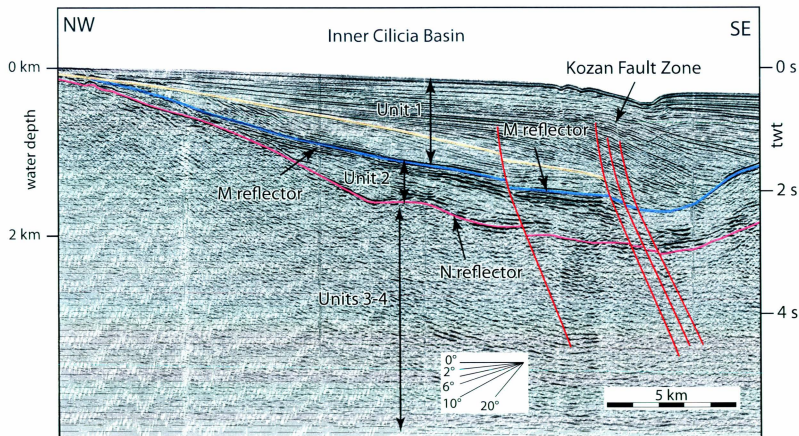 NW
Inner Cilicia Basin
SE
0 km
0 s
Kozan Fault Zone
Unit 1
M reflector
water depth
twt
Unit 2
M reflector
2 s
2 km
N reflector
Units 3-4
4 s
0°
2°
6°
10°
20°
5 km